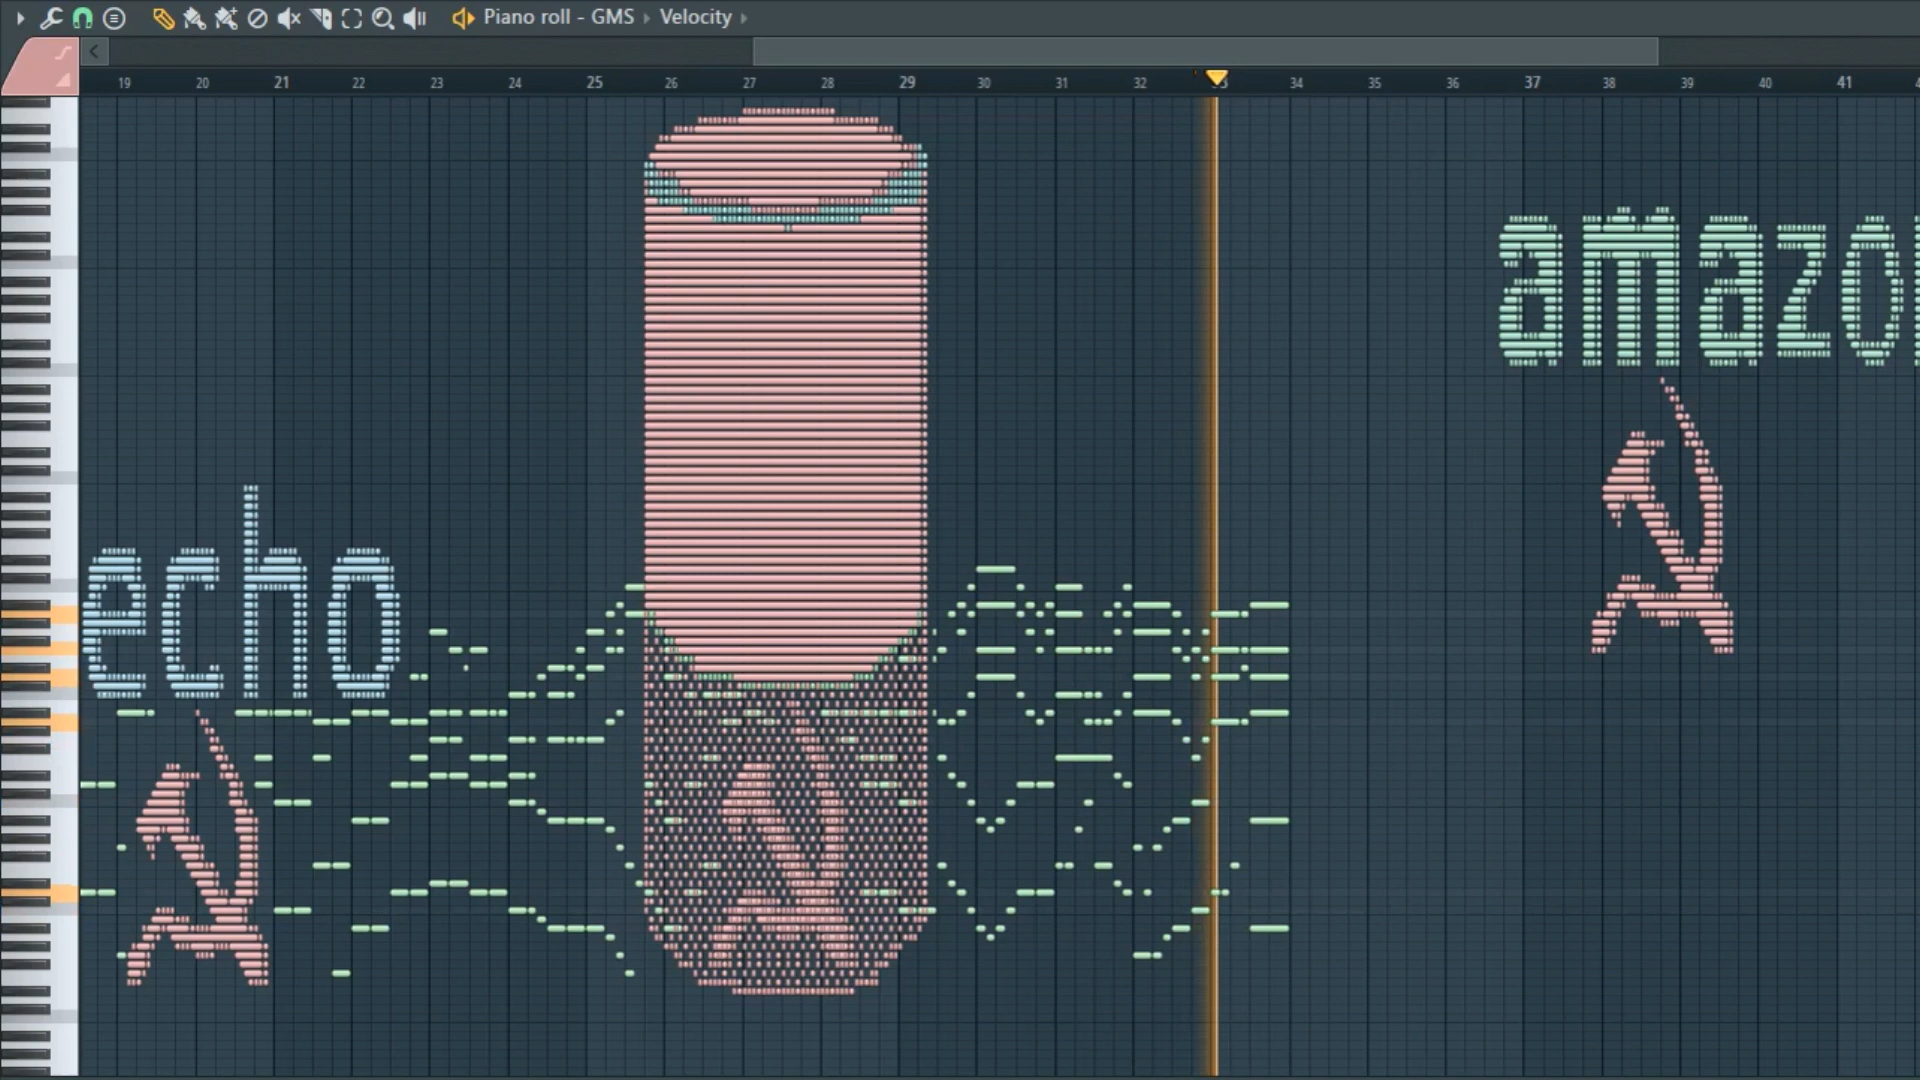 Piano roll - GMS › Velocity ›
19 20 21 22 23 24 25 26 27 28 29 30 31 32 34 35 36 37 38 39 40 41
amazo
echo